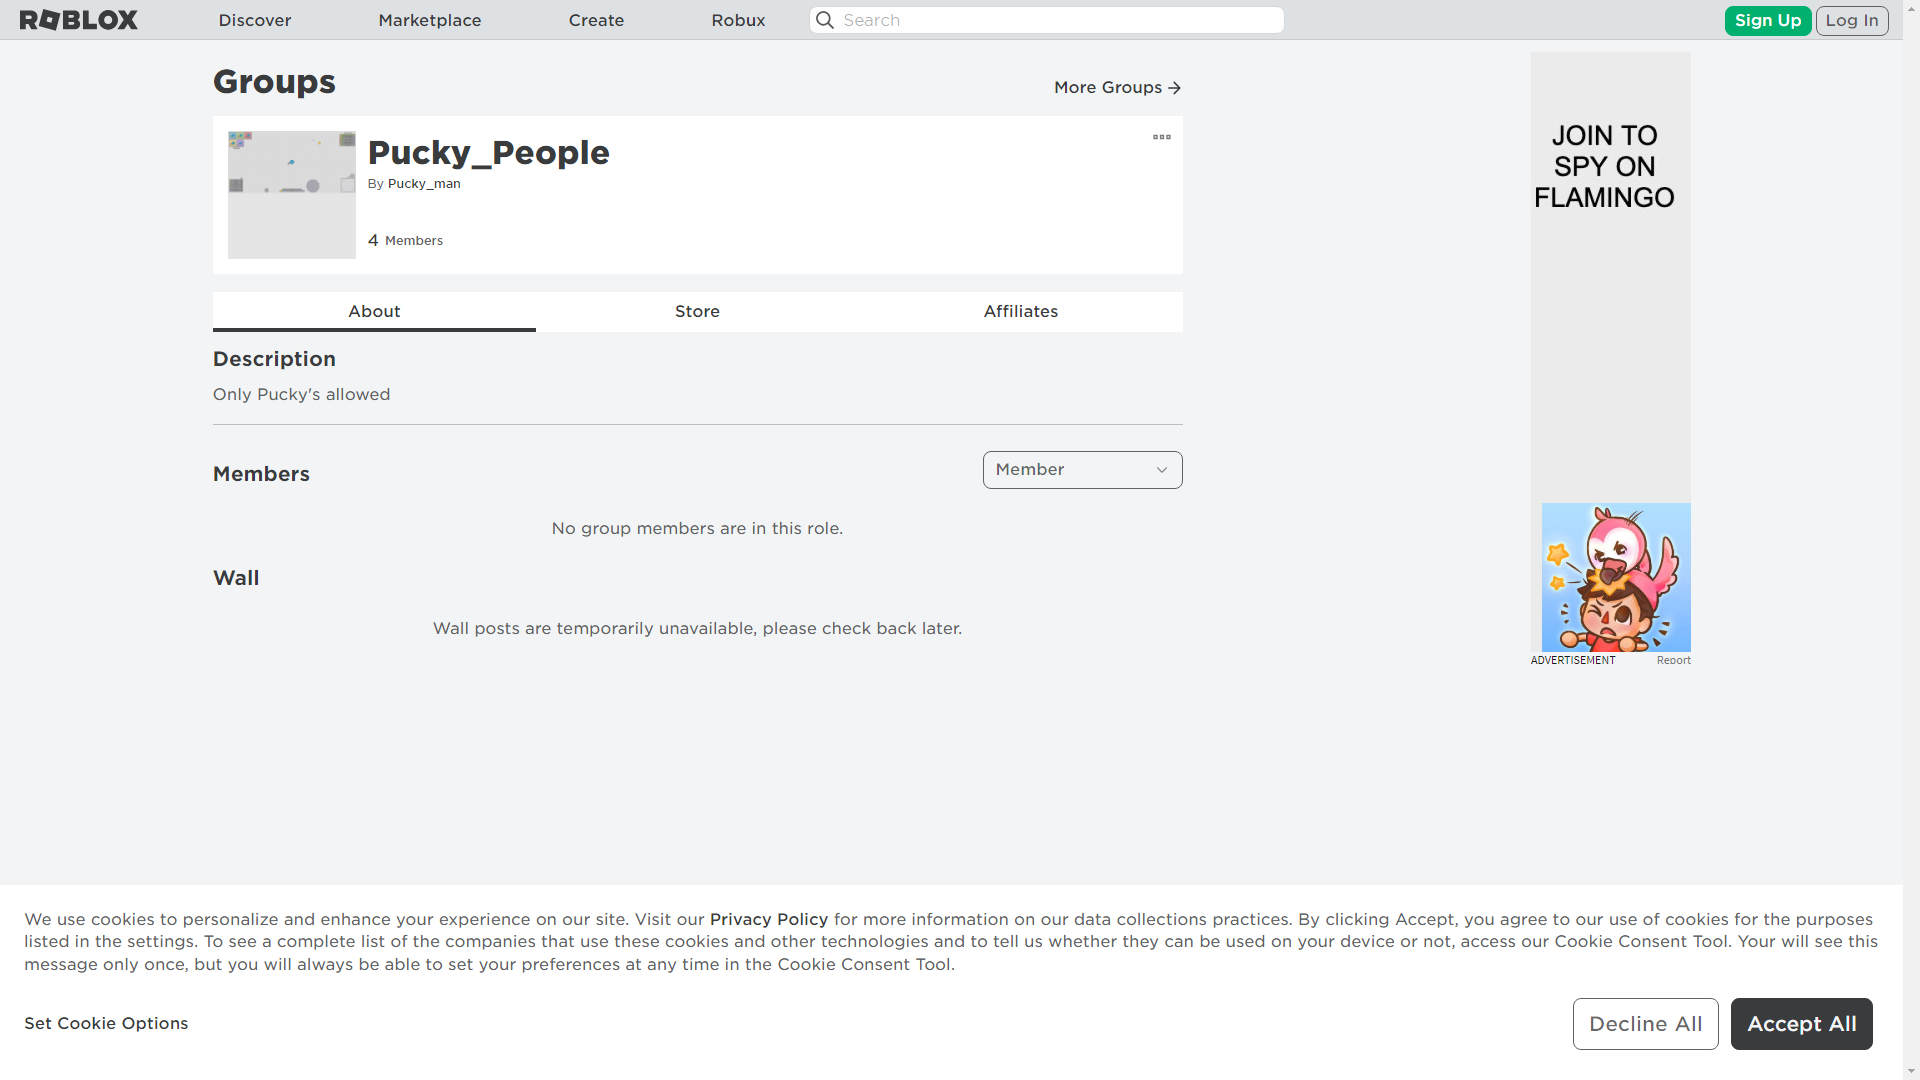 ROBLOX
Discover
Marketplace
Create
Robux
Search
Sign Up
Log In
Groups
More Groups
Pucky_People
By Pucky_man
4 Members
About
Store
Affiliates
Description
Only Pucky's allowed
Members
Member
No group members are in this role.
Wall
Wall posts are temporarily unavailable, please check back later.
JOIN TO
SPY ON
FLAMINGO
ADVERTISEMENT
Report
We use cookies to personalize and enhance your experience on our site. Visit our Privacy Policy for more information on our data collections practices. By clicking Accept, you agree to our use of cookies for the purposes
listed in the settings. To see a complete list of the companies that use these cookies and other technologies and to tell us whether they can be used on your device or not, access our Cookie Consent Tool. Your will see this
message only once, but you will always be able to set your preferences at any time in the Cookie Consent Tool.
Set Cookie Options
Decline All
Accept All